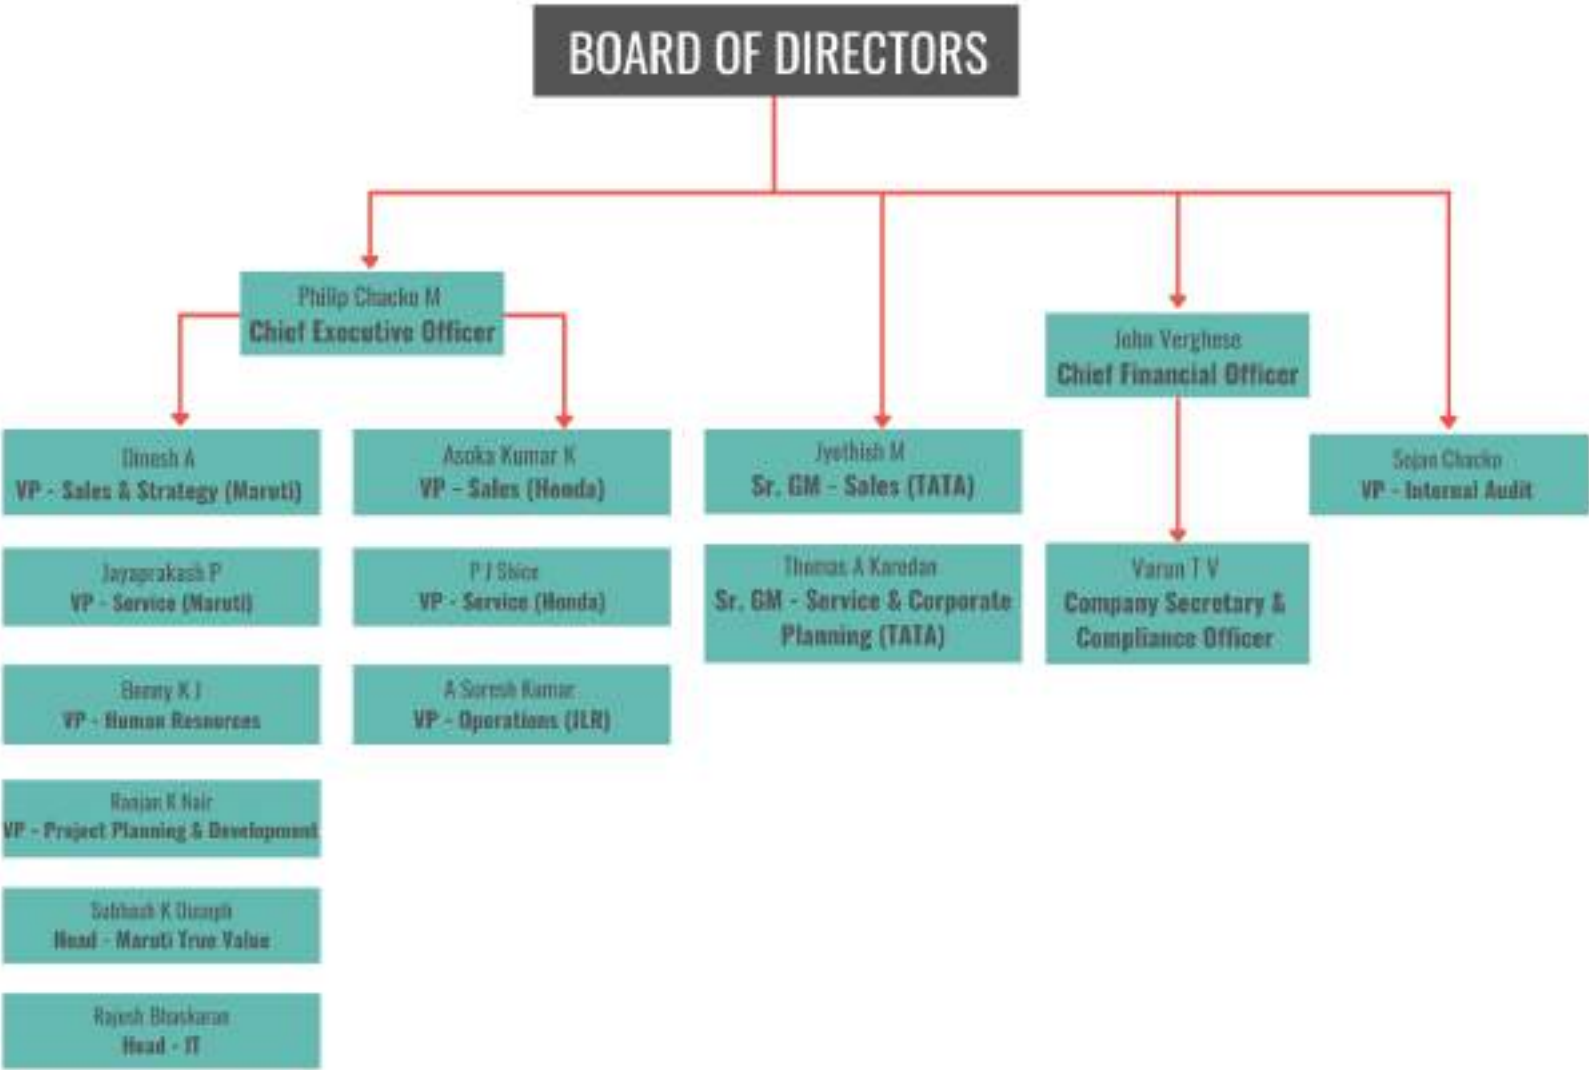 BOARD OF DIRECTORS
Philip Chacko M
Chief Executive Officer
John Verghese
Chief Financial Officer
Dinesh A
VP - Sales & Strategy (Maruti)
Asoka Kumar K
VP - Sales (Honda)
Jyothish M
Sr. GM - Sales (TATA)
Sojan Chacko
VP - Internal Audit
Jayaprakash P
VP - Service (Maruti)
P J Shice
VP - Service (Honda)
Thomas A Karedan
Sr. GM - Service & Corporate
Planning (TATA)
Varun T V
Company Secretary &
Compliance Officer
Benny K J
VP - Human Resources
A Suresh Kumar
VP - Operations (JLR)
Ranjan K Nair
VP - Project Planning & Development
K
Head - Maruti True Value
Rajesh Bhaskaran
Head - IT